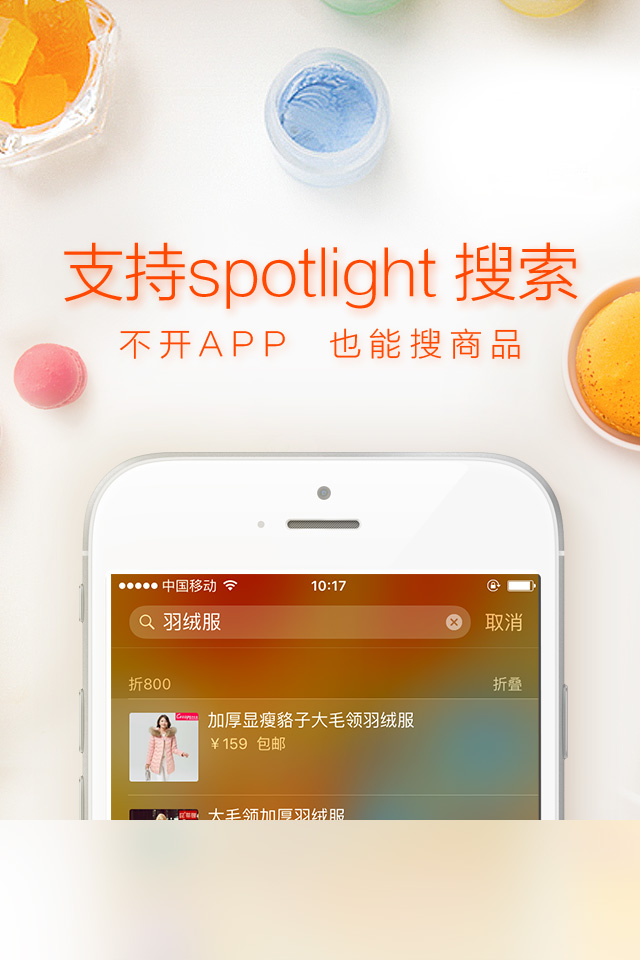 支持spotlight 搜索
不开APP 也能搜商品
中国移动 10:17
羽绒服 取消
折800 折叠
加厚显瘦貉子大毛领羽绒服
¥159 包邮
大毛领加厚羽绒服